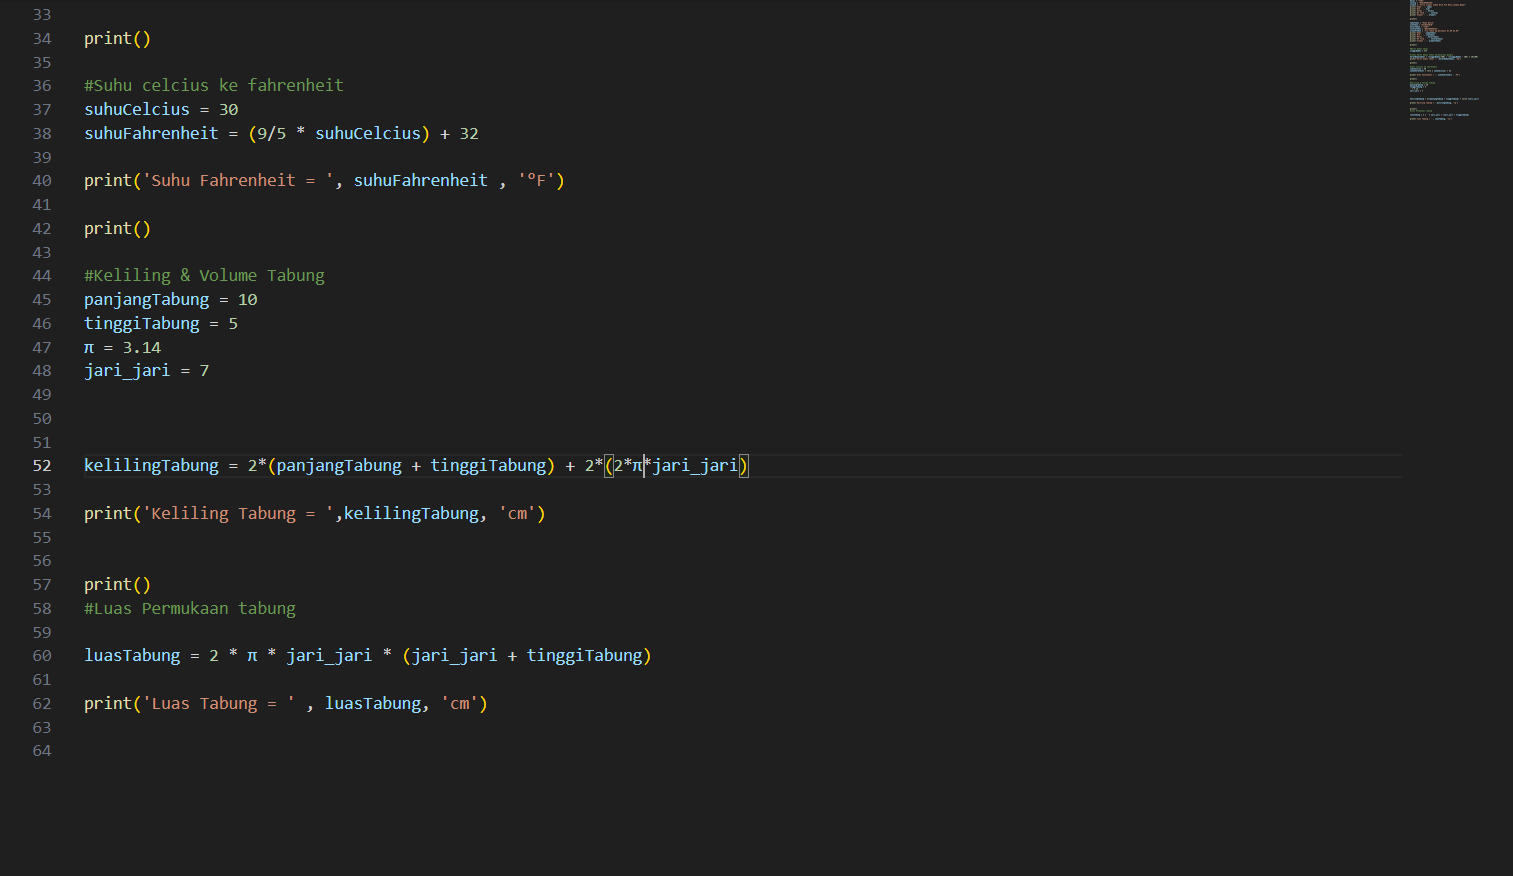 33
34 print()
35
36 #Suhu celcius ke fahrenheit
37 suhuCelcius = 30
38 suhuFahrenheit = (9/5 * suhuCelcius) + 32
39
40 print('Suhu Fahrenheit = ', suhuFahrenheit , '°F')
41
42 print()
43
44 #Keliling & Volume Tabung
45 panjangTabung = 10
46 tinggiTabung = 5
47 π = 3.14
48 jari_jari = 7
49
50
51
52 kelilingTabung = 2*(panjangTabung + tinggiTabung) + 2*(2*π*jari_jari)
53
54 print('Keliling Tabung = ',kelilingTabung, 'cm')
55
56
57 print()
58 #Luas Permukaan tabung
59
60 luasTabung = 2 * π * jari_jari * (jari_jari + tinggiTabung)
61
62 print('Luas Tabung = ' , luasTabung, 'cm')
63
64